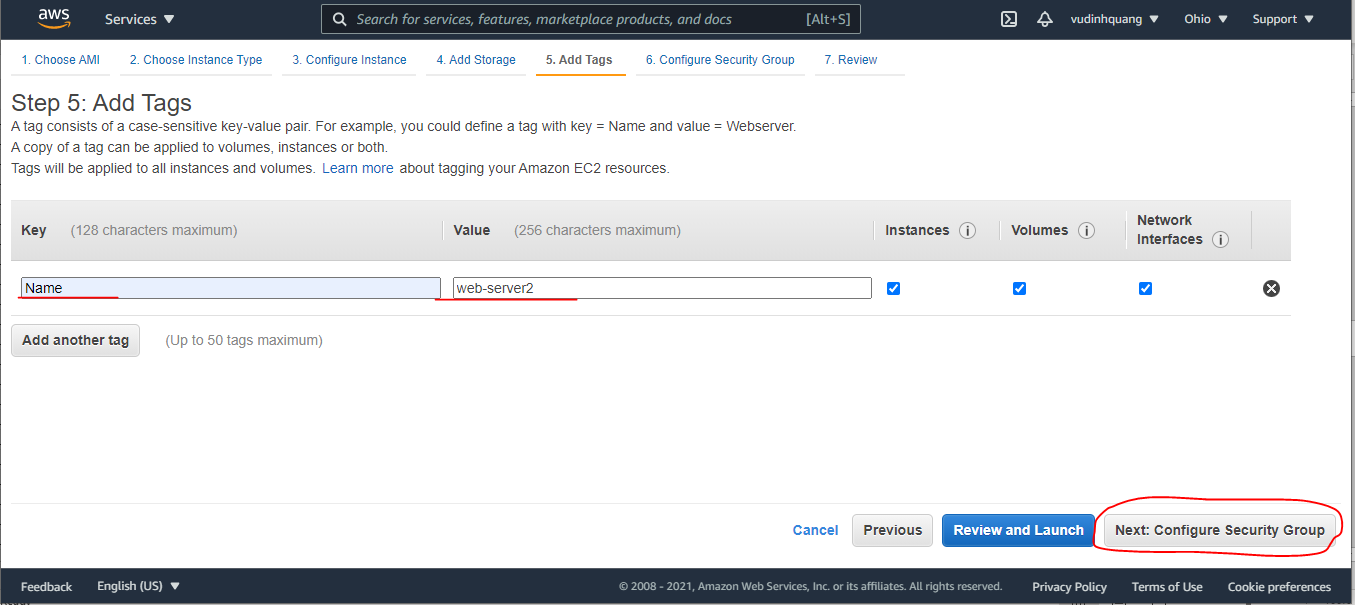 aws Services Search for services, features, marketplace products, and docs [Alt+S] vudinhquang Ohio Support
1. Choose AMI 2. Choose Instance Type 3. Configure Instance 4. Add Storage 5. Add Tags 6. Configure Security Group 7. Review
Step 5: Add Tags
A tag consists of a case-sensitive key-value pair. For example, you could define a tag with key = Name and value = Webserver.
A copy of a tag can be applied to volumes, instances or both.
Tags will be applied to all instances and volumes. Learn more about tagging your Amazon EC2 resources.
Key (128 characters maximum) Value (256 characters maximum) Instances i Volumes i Network
Interfaces i
Name web-server2
Add another tag (Up to 50 tags maximum)
Cancel Previous Review and Launch Next: Configure Security Group
Feedback English (US) © 2008 - 2021, Amazon Web Services, Inc. or its affiliates. All rights reserved. Privacy Policy Terms of Use Cookie preferences